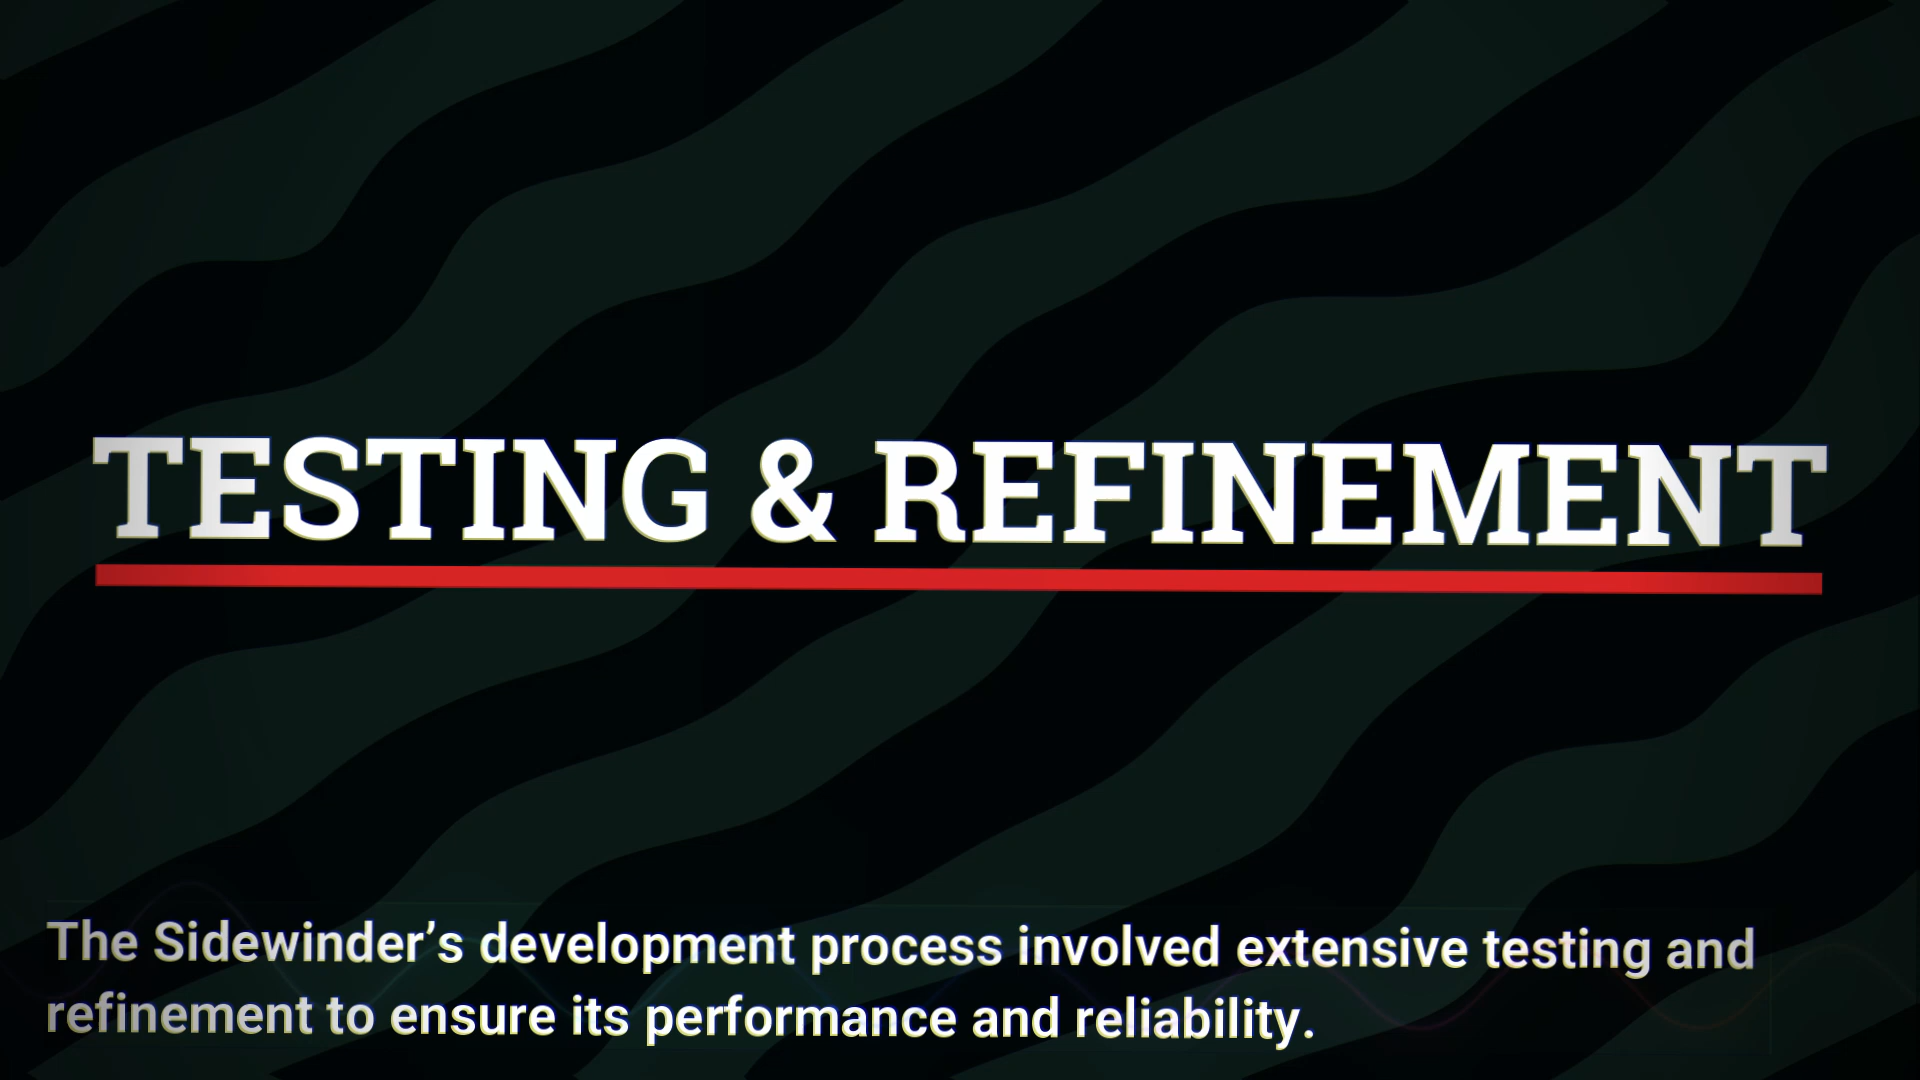 TESTING & REFINEMENT
The Sidewinder’s development process involved extensive testing and
refinement to ensure its performance and reliability.